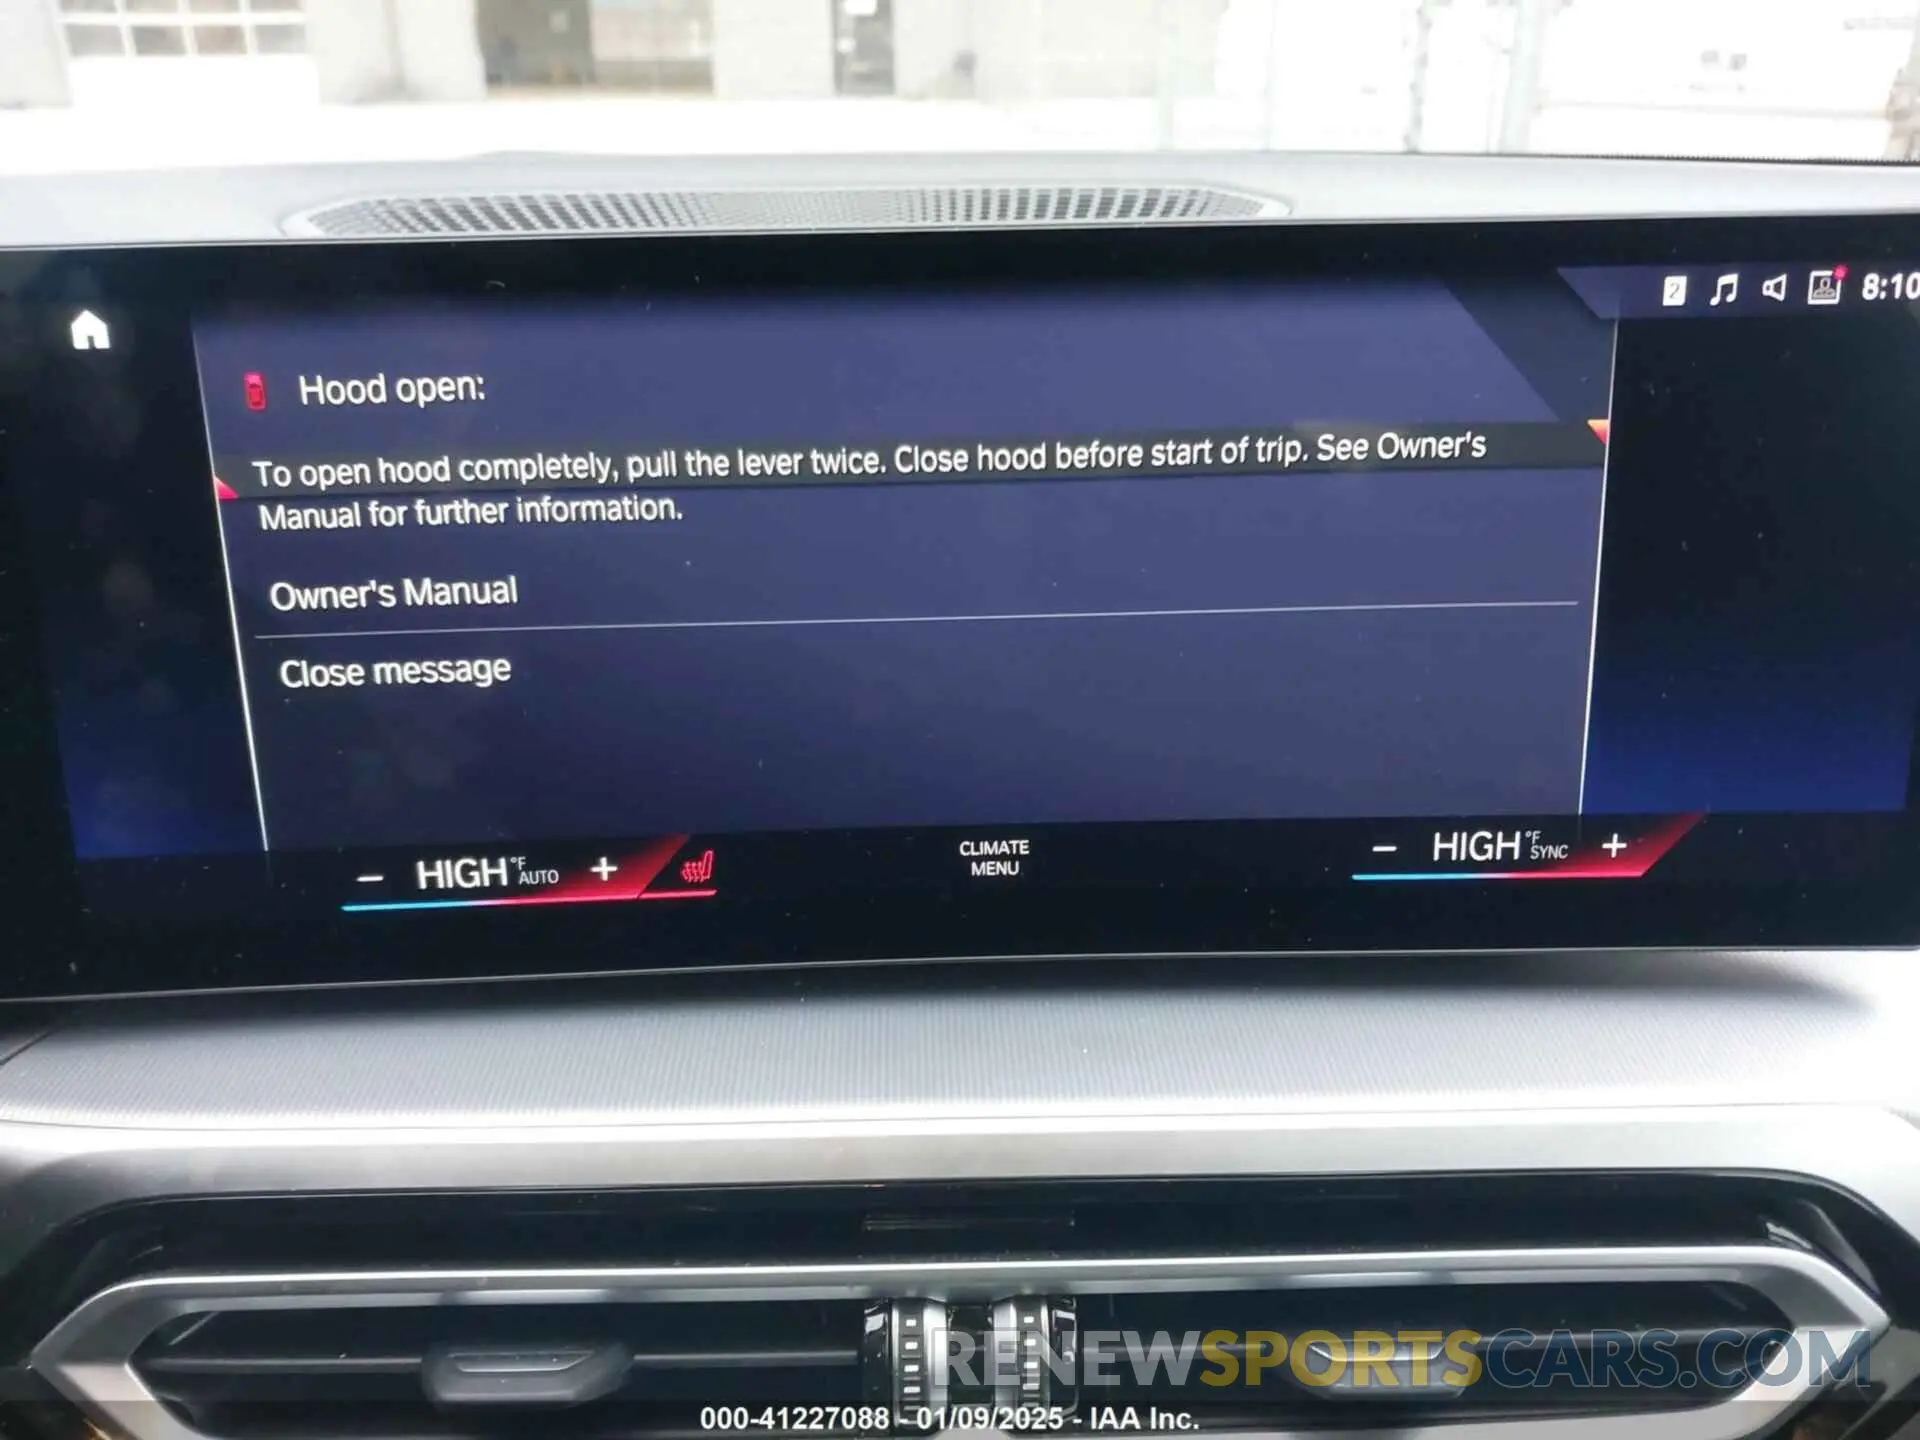 2 8:10
Hood open:
To open hood completely, pull the lever twice. Close hood before start of trip. See Owner's
Manual for further information.
Owner's Manual
Close message
- HIGH °F AUTO +
CLIMATE
MENU
- HIGH °F SYNC +
RENEWSPORTSCARS.COM
000-41227088 - 01/09/2025 - IAA Inc.